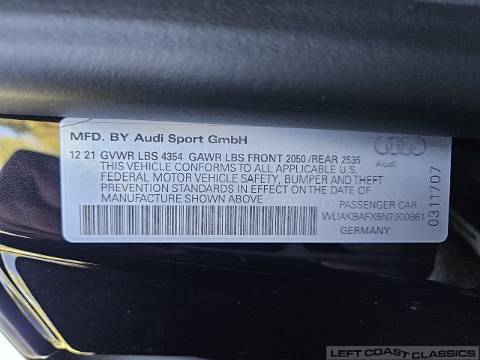 MFD. BY Audi Sport GmbH
12 21 GVWR LBS 4354 GAWR LBS FRONT 2050 /REAR 2535
THIS VEHICLE CONFORMS TO ALL APPLICABLE U.S.
FEDERAL MOTOR VEHICLE SAFETY, BUMPER AND THEFT
PREVENTION STANDARDS IN EFFECT ON THE DATE OF
MANUFACTURE SHOWN ABOVE
Audi
0311707
PASSENGER CAR
WUAKBAFX5N7900861
GERMANY
LEFT COAST CLASSICS